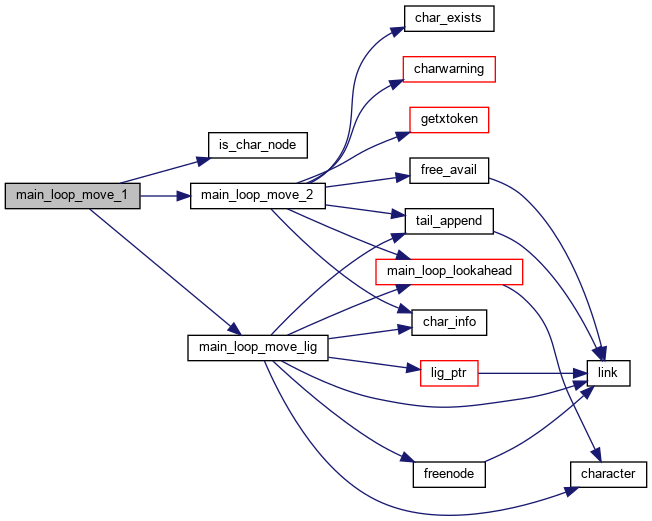 char_exists
charwarning
getxtoken
is_char_node
free_avail
main_loop_move_1
main_loop_move_2
tail_append
main_loop_lookahead
char_info
main_loop_move_lig
lig_ptr
link
freenode
character